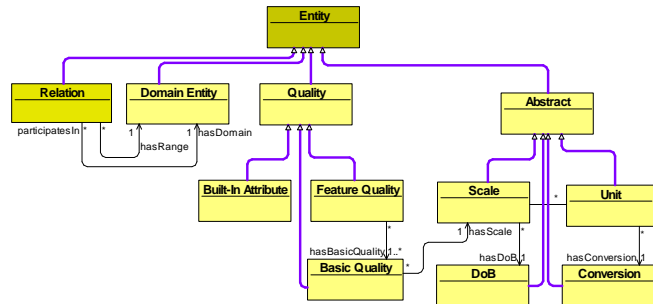 Entity
Relation
Domain Entity
Quality
Abstract
participatesIn * * 1 1 hasDomain
hasRange
Built-In Attribute
Feature Quality
Scale
Unit
* * * *
1 hasScale
hasBasicQuality 1..* *
hasDoB 1
hasConversion 1
Basic Quality
DoB
Conversion